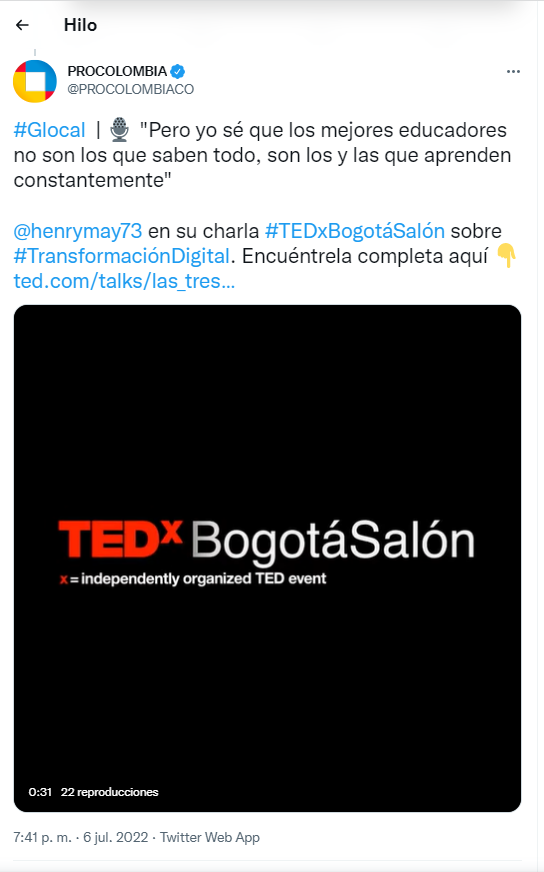 Hilo
PROCOLOMBIA
@PROCOLOMBIACO
#Glocal | 🎙 "Pero yo sé que los mejores educadores
no son los que saben todo, son los y las que aprenden
constantemente"
@henrymay73 en su charla #TEDxBogotáSalón sobre
#TransformaciónDigital. Encuéntrela completa aquí 👇
ted.com/talks/las_tres...
TEDx BogotáSalón
x = independently organized TED event
0:31 22 reproducciones
7:41 p. m. · 6 jul. 2022 · Twitter Web App